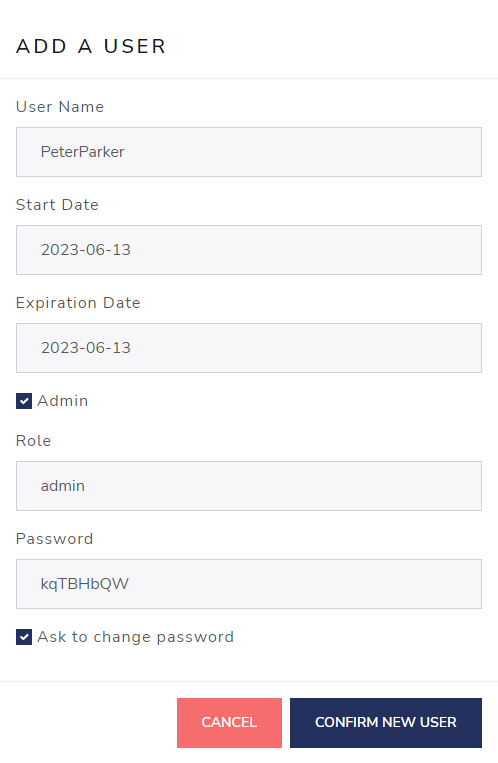 ADD A USER
User Name
PeterParker
Start Date
2023-06-13
Expiration Date
2023-06-13
Admin
Role
admin
Password
kqTBHbQW
Ask to change password
CANCEL CONFIRM NEW USER